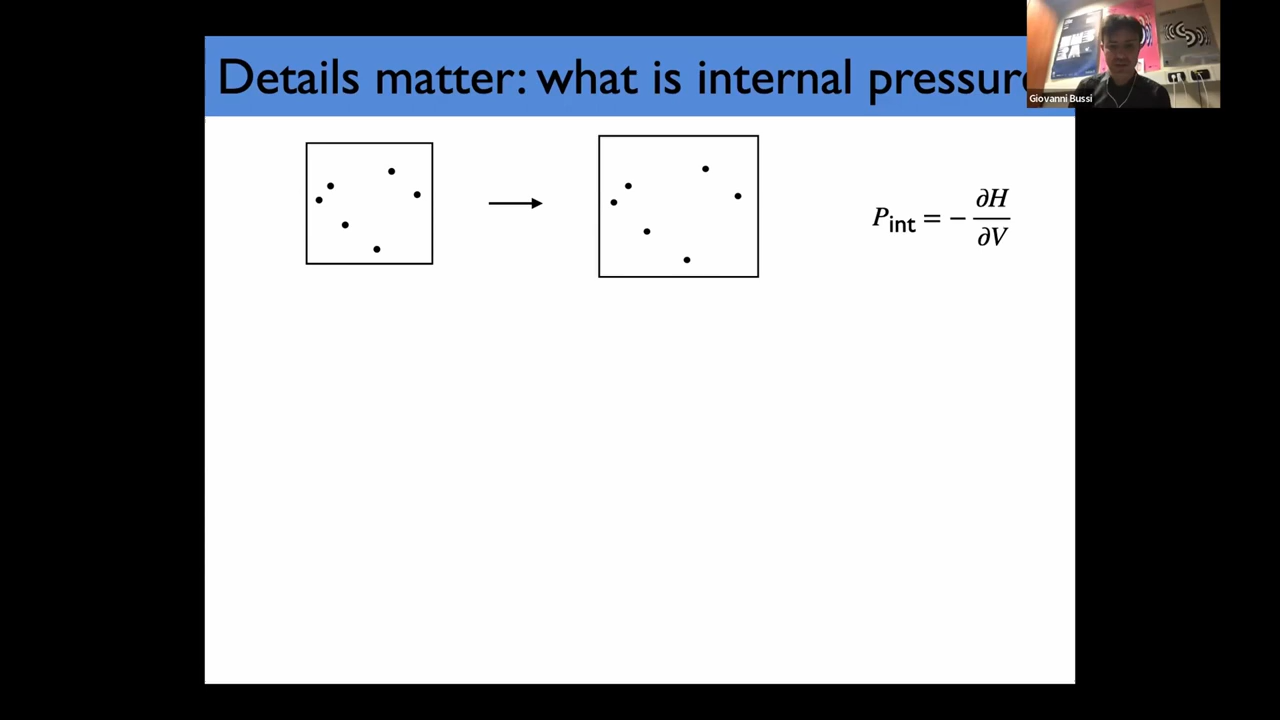 Details matter: what is internal pressure
P_int = − ∂H/∂V
Giovanni Bussi